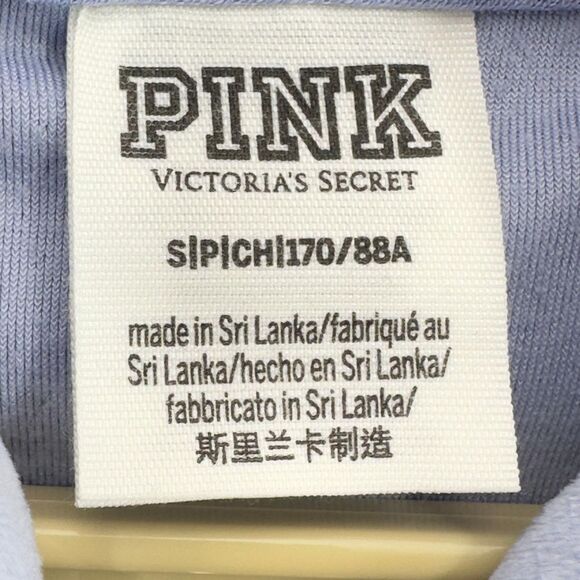 PINK
VICTORIA'S SECRET
S|P|CH|170/88A
made in Sri Lanka/fabriqué au
Sri Lanka/hecho en Sri Lanka/
fabbricato in Sri Lanka/
斯里兰卡制造